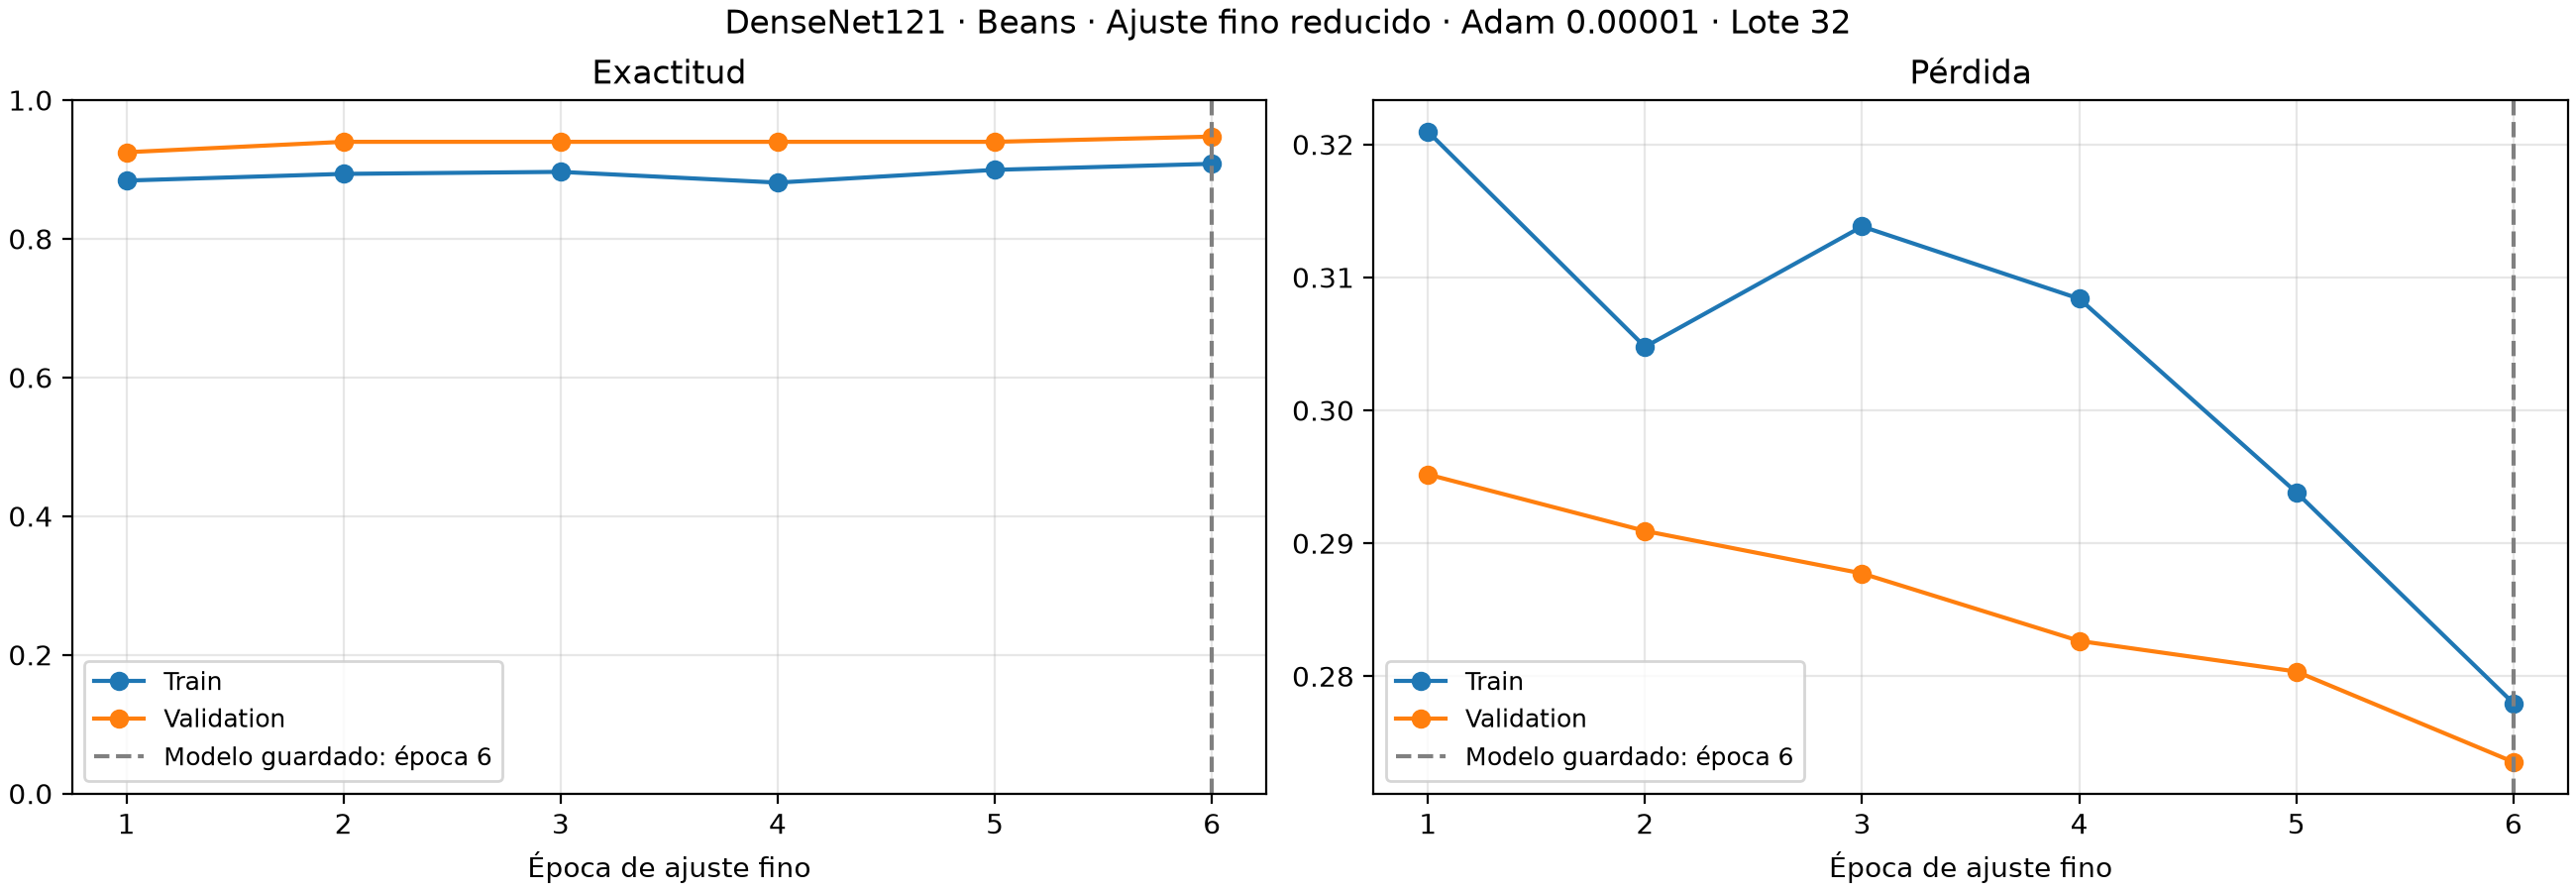 DenseNet121 · Beans · Ajuste fino reducido · Adam 0.00001 · Lote 32
Exactitud
1.0
0.8
0.6
0.4
0.2
0.0
Train
Validation
Modelo guardado: época 6
1 2 3 4 5 6
Época de ajuste fino
Pérdida
0.32
0.31
0.30
0.29
0.28
Train
Validation
Modelo guardado: época 6
1 2 3 4 5 6
Época de ajuste fino